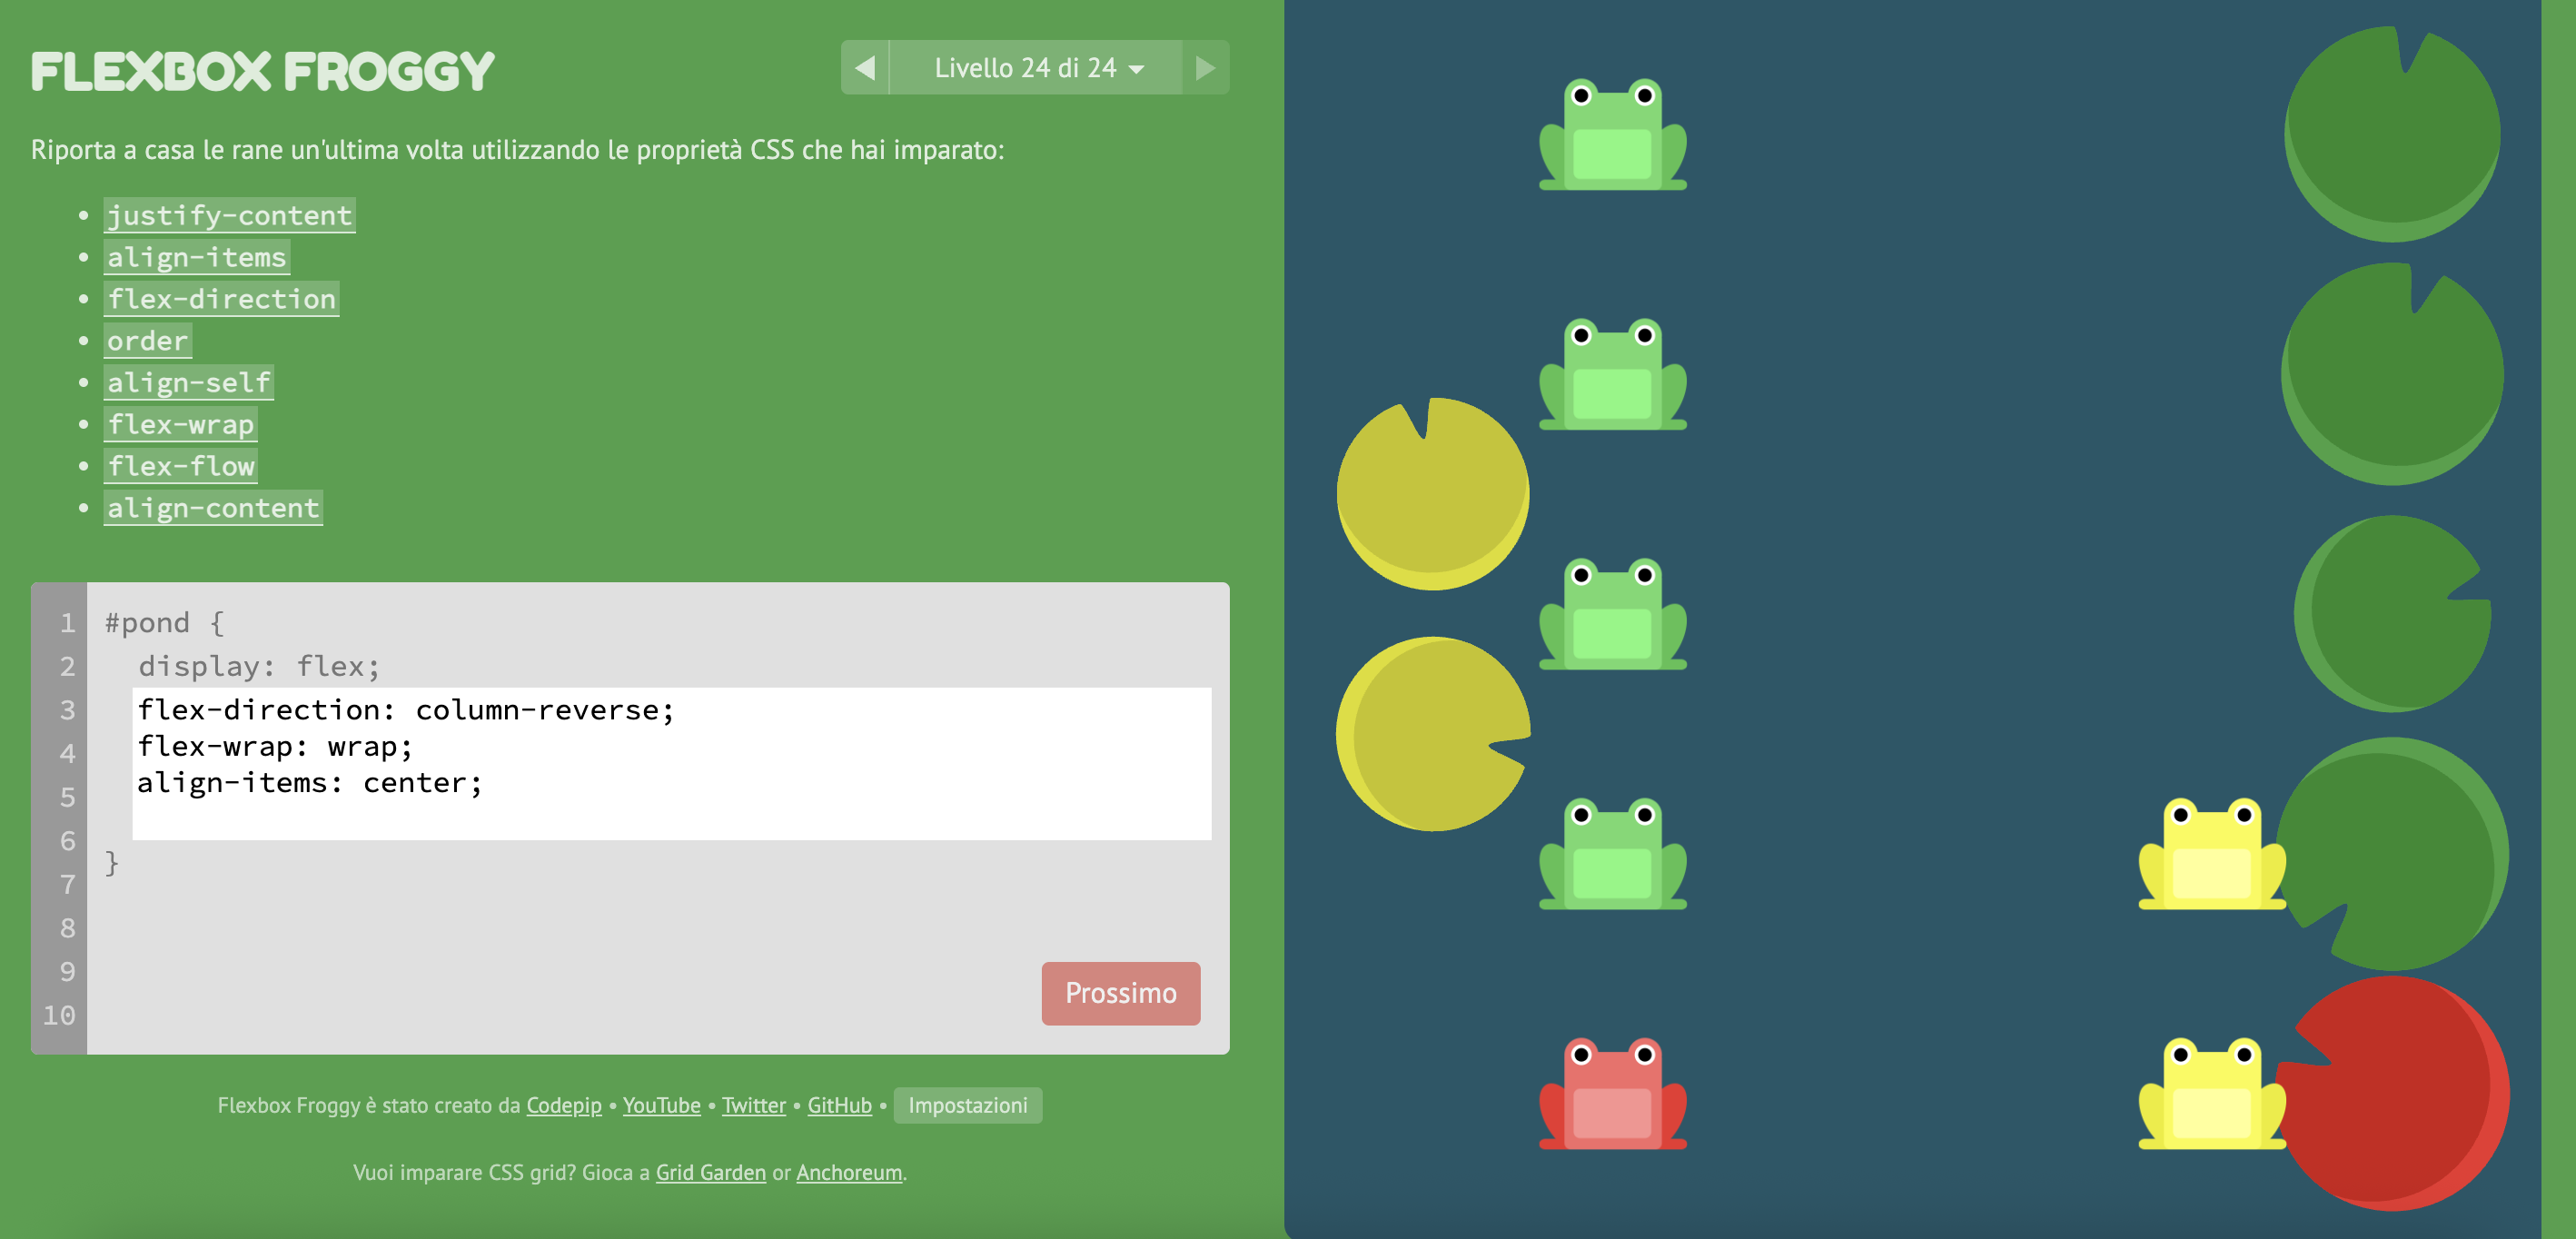 FLEXBOX FROGGY
Livello 24 di 24
Riporta a casa le rane un'ultima volta utilizzando le proprietà CSS che hai imparato:
justify-content
align-items
flex-direction
order
align-self
flex-wrap
flex-flow
align-content
1 #pond {
2 display: flex;
3 flex-direction: column-reverse;
4 flex-wrap: wrap;
5 align-items: center;
6 }
7
8
9
10
Prossimo
Flexbox Froggy è stato creato da Codepip • YouTube • Twitter • GitHub • Impostazioni
Vuoi imparare CSS grid? Gioca a Grid Garden or Anchoreum.